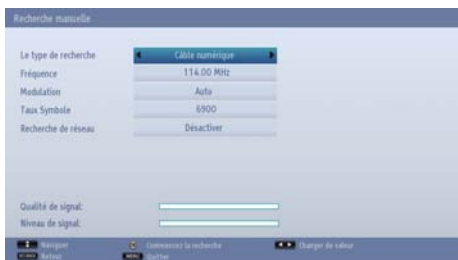 Recherche manuelle
Le type de recherche Câble numérique
Fréquence 114.00 MHz
Modulation Auto
Taux Symbole 6900
Recherche de réseau Désactiver
Qualité de signal:
Niveau de signal:
Naviguer Commencez la recherche Changer de valeur
Retour MENU Quitter